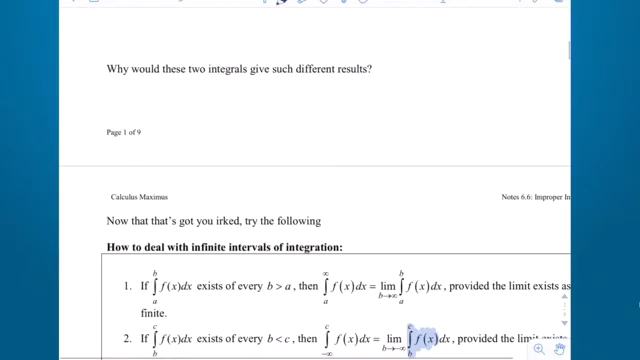 Why would these two integrals give such different results?
Page 1 of 9
Calculus Maximus
Notes 6.6: Improper In
Now that that's got you irked, try the following
How to deal with infinite intervals of integration:
1. If ∫_a^b f(x)dx exists of every b > a, then ∫_a^∞ f(x)dx = lim_{b→∞} ∫_a^b f(x)dx, provided the limit exists as
finite.
2. If ∫_b^c f(x)dx exists of every b < c, then ∫_{-∞}^c f(x)dx = lim_{b→-∞} ∫_b^c f(x)dx, provided the limit exists